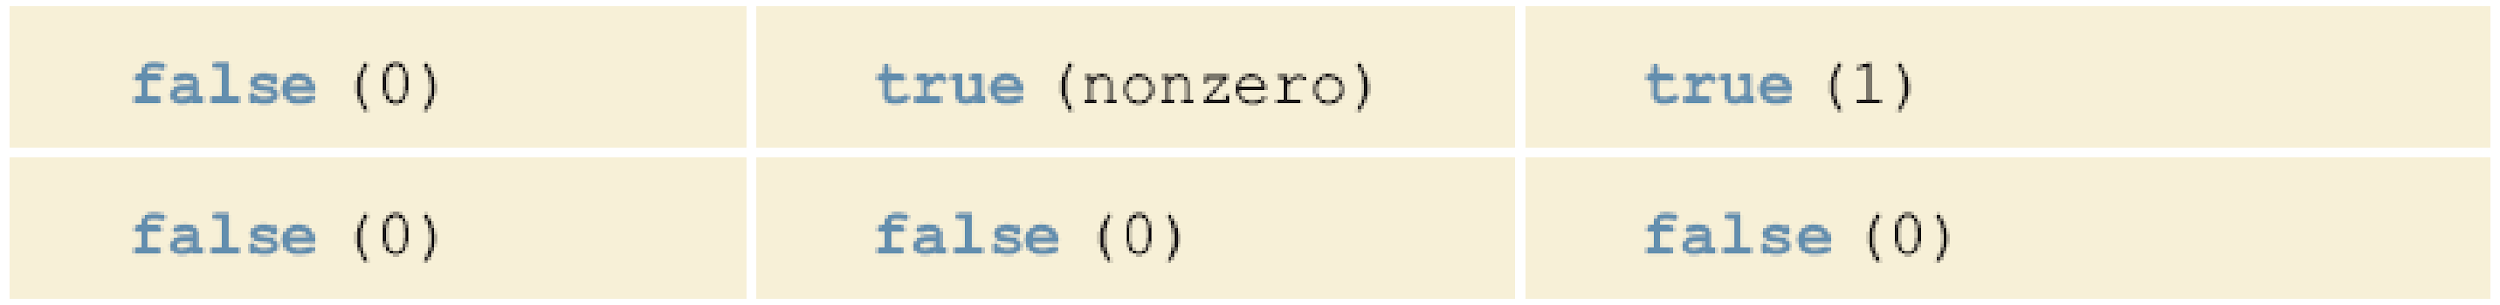 false (0) true (nonzero) true (1)
false (0) false (0) false (0)